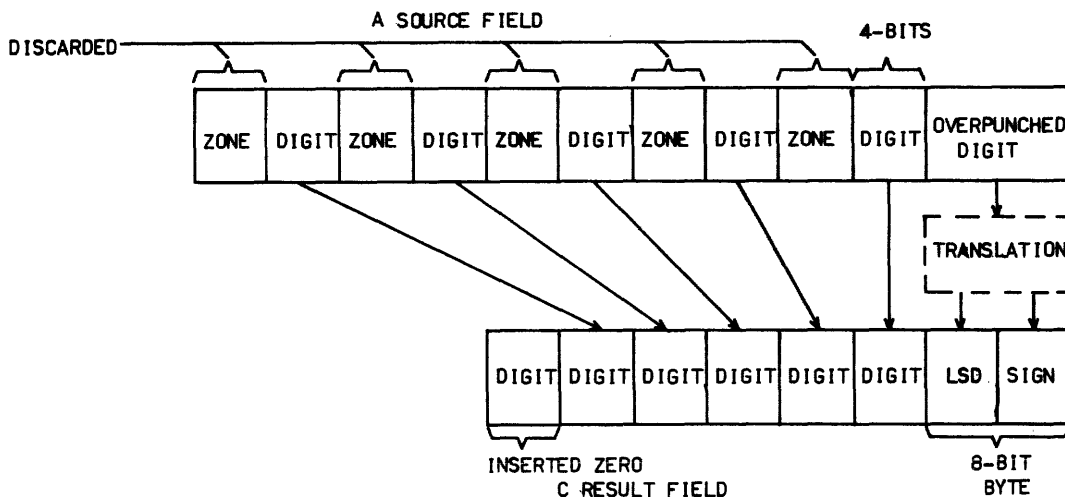 A SOURCE FIELD
DISCARDED
4-BITS
ZONE DIGIT ZONE DIGIT ZONE DIGIT ZONE DIGIT ZONE DIGIT OVERPUNCHED DIGIT
TRANSLATION
DIGIT DIGIT DIGIT DIGIT DIGIT DIGIT LSD SIGN
INSERTED ZERO
8-BIT BYTE
C RESULT FIELD